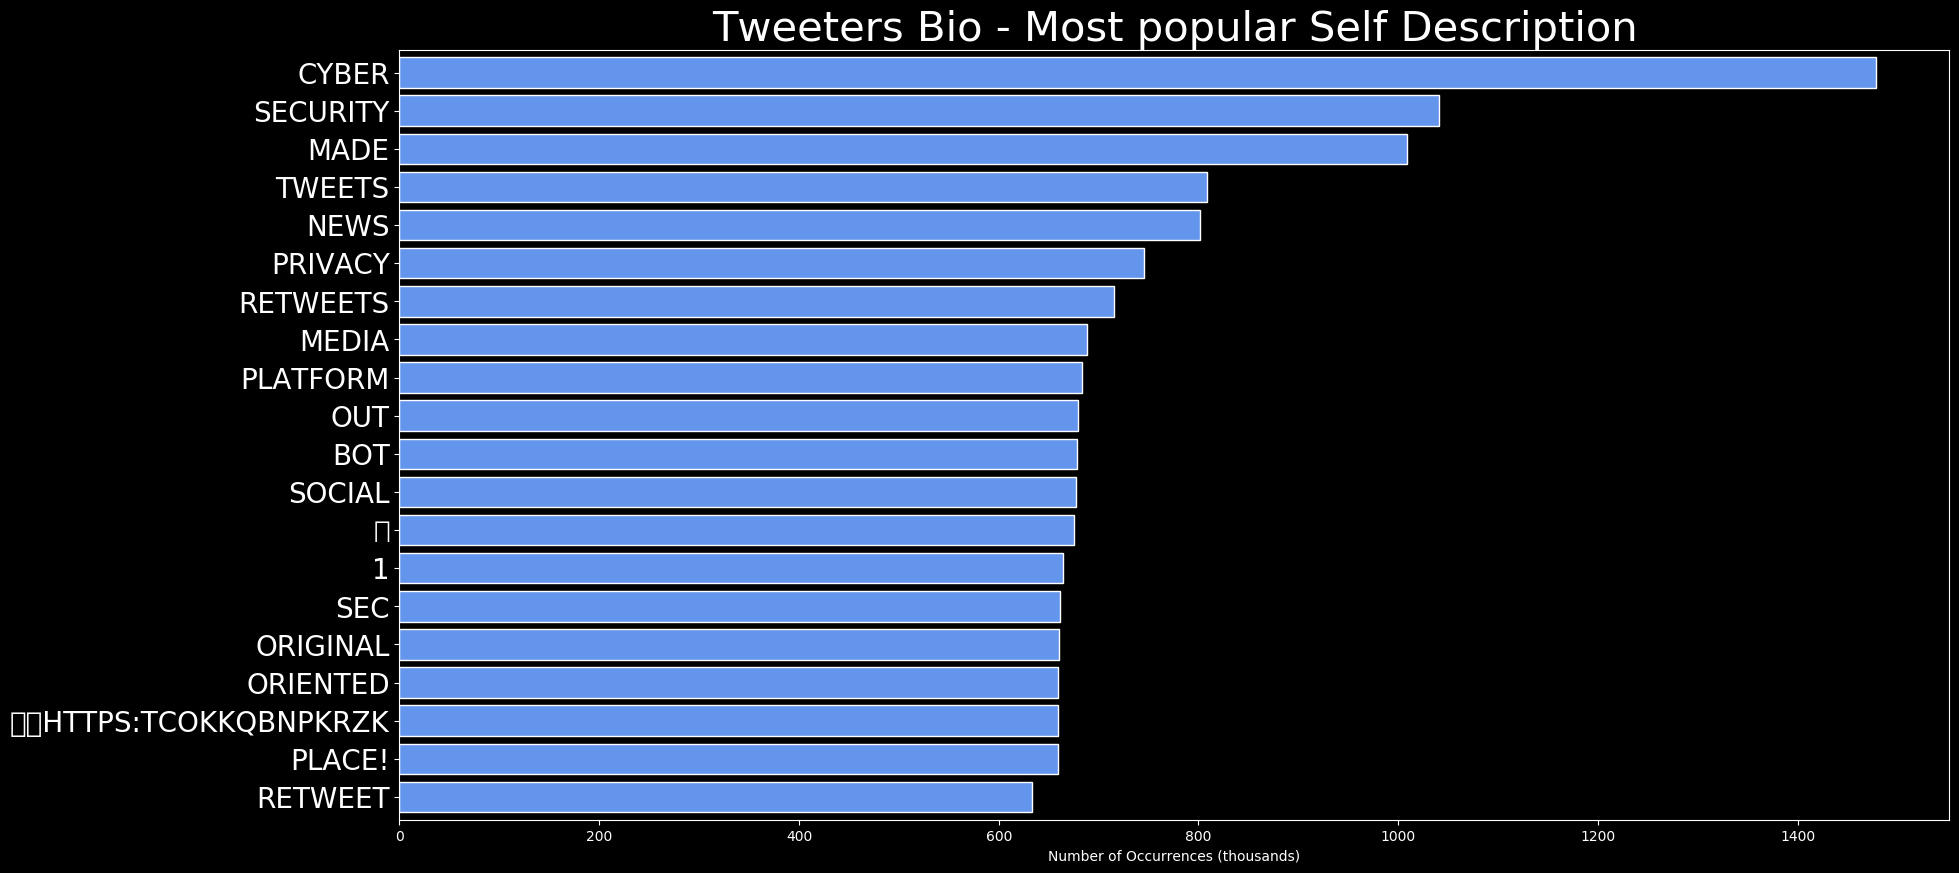 Tweeters Bio - Most popular Self Description
CYBER
SECURITY
MADE
TWEETS
NEWS
PRIVACY
RETWEETS
MEDIA
PLATFORM
OUT
BOT
SOCIAL
1
SEC
ORIGINAL
ORIENTED
HTTPS:TCOKKQBNPKRZK
PLACE!
RETWEET
0 200 400 600 800 1000 1200 1400
Number of Occurrences (thousands)